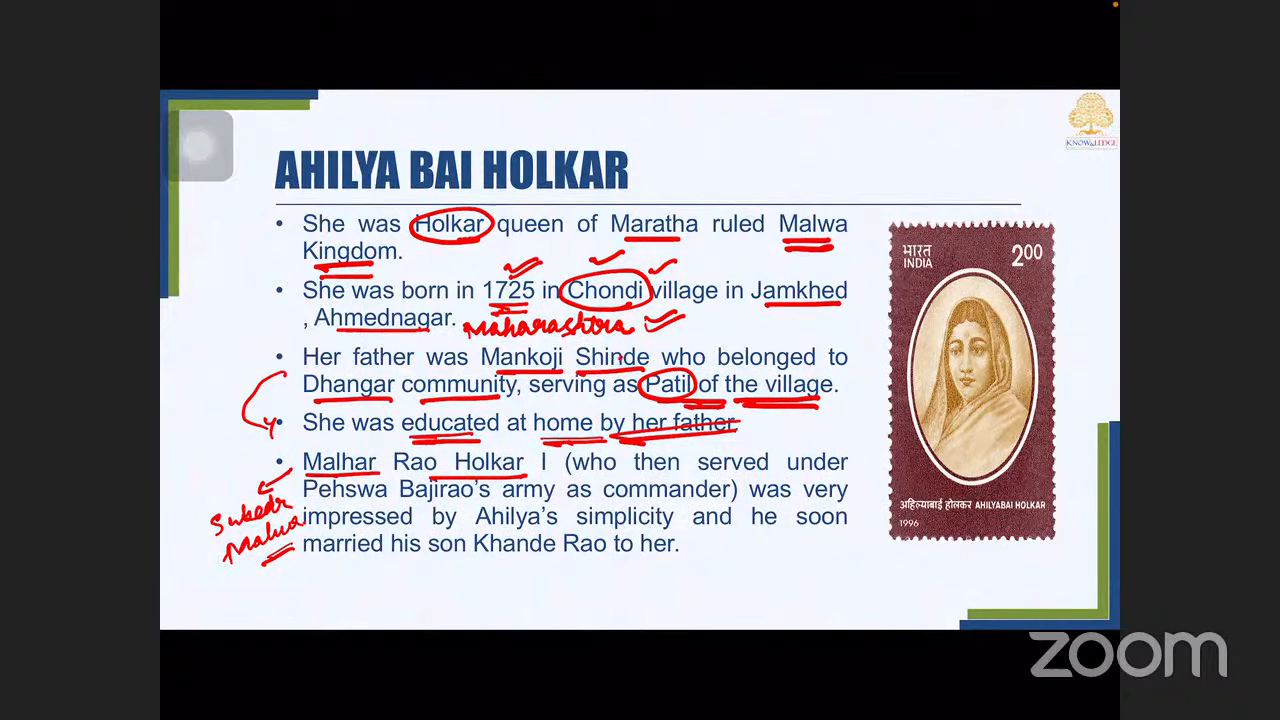 KNOWLEDGE
AHILYA BAI HOLKAR
• She was Holkar queen of Maratha ruled Malwa
Kingdom.
• She was born in 1725 in Chondi village in Jamkhed
, Ahmednagar. Maharashtra
• Her father was Mankoji Shinde who belonged to
Dhangar community, serving as Patil of the village.
• She was educated at home by her father
• Malhar Rao Holkar I (who then served under
Pehswa Bajirao's army as commander) was very
impressed by Ahilya's simplicity and he soon
married his son Khande Rao to her.
Malwa
भारत
INDIA
200
अहिल्याबाई होलकर AHILYABAI HOLKAR
1996
zoom